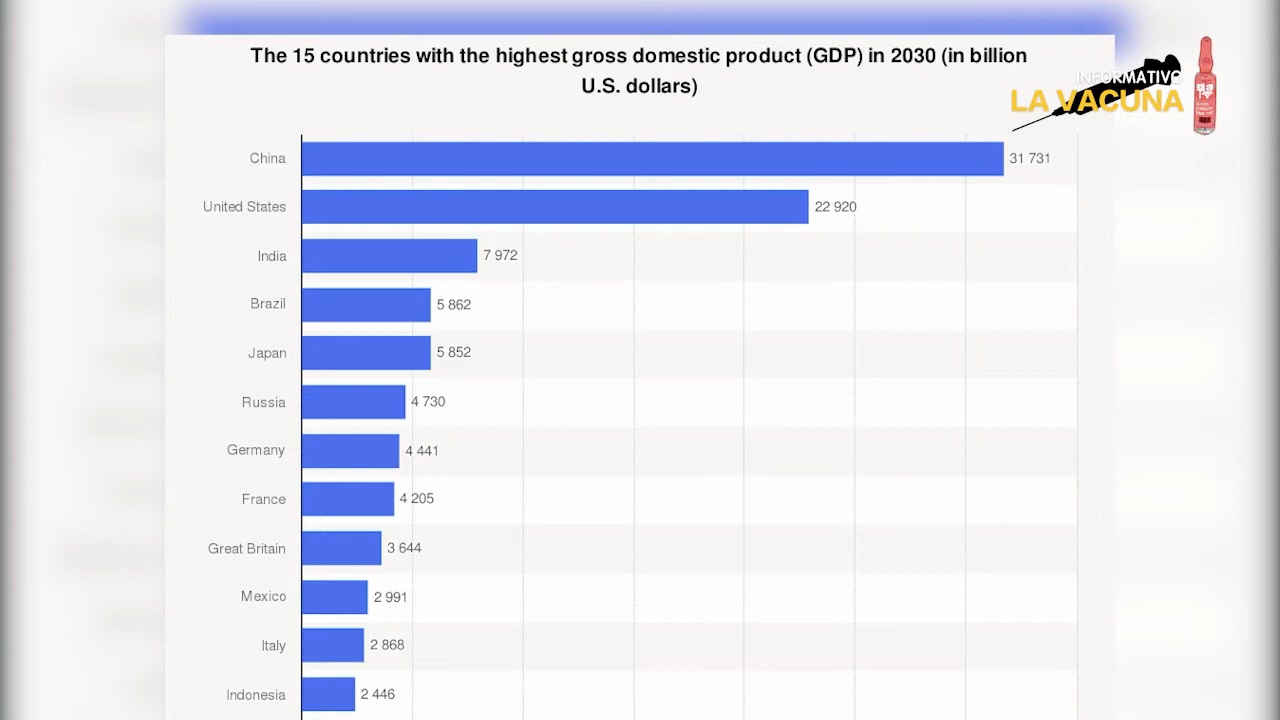 The 15 countries with the highest gross domestic product (GDP) in 2030 (in billion
U.S. dollars)
INFORMATIVO
LA VACUNA
China 31 731
United States 22 920
India 7 972
Brazil 5 862
Japan 5 852
Russia 4 730
Germany 4 441
France 4 205
Great Britain 3 644
Mexico 2 991
Italy 2 868
Indonesia 2 446